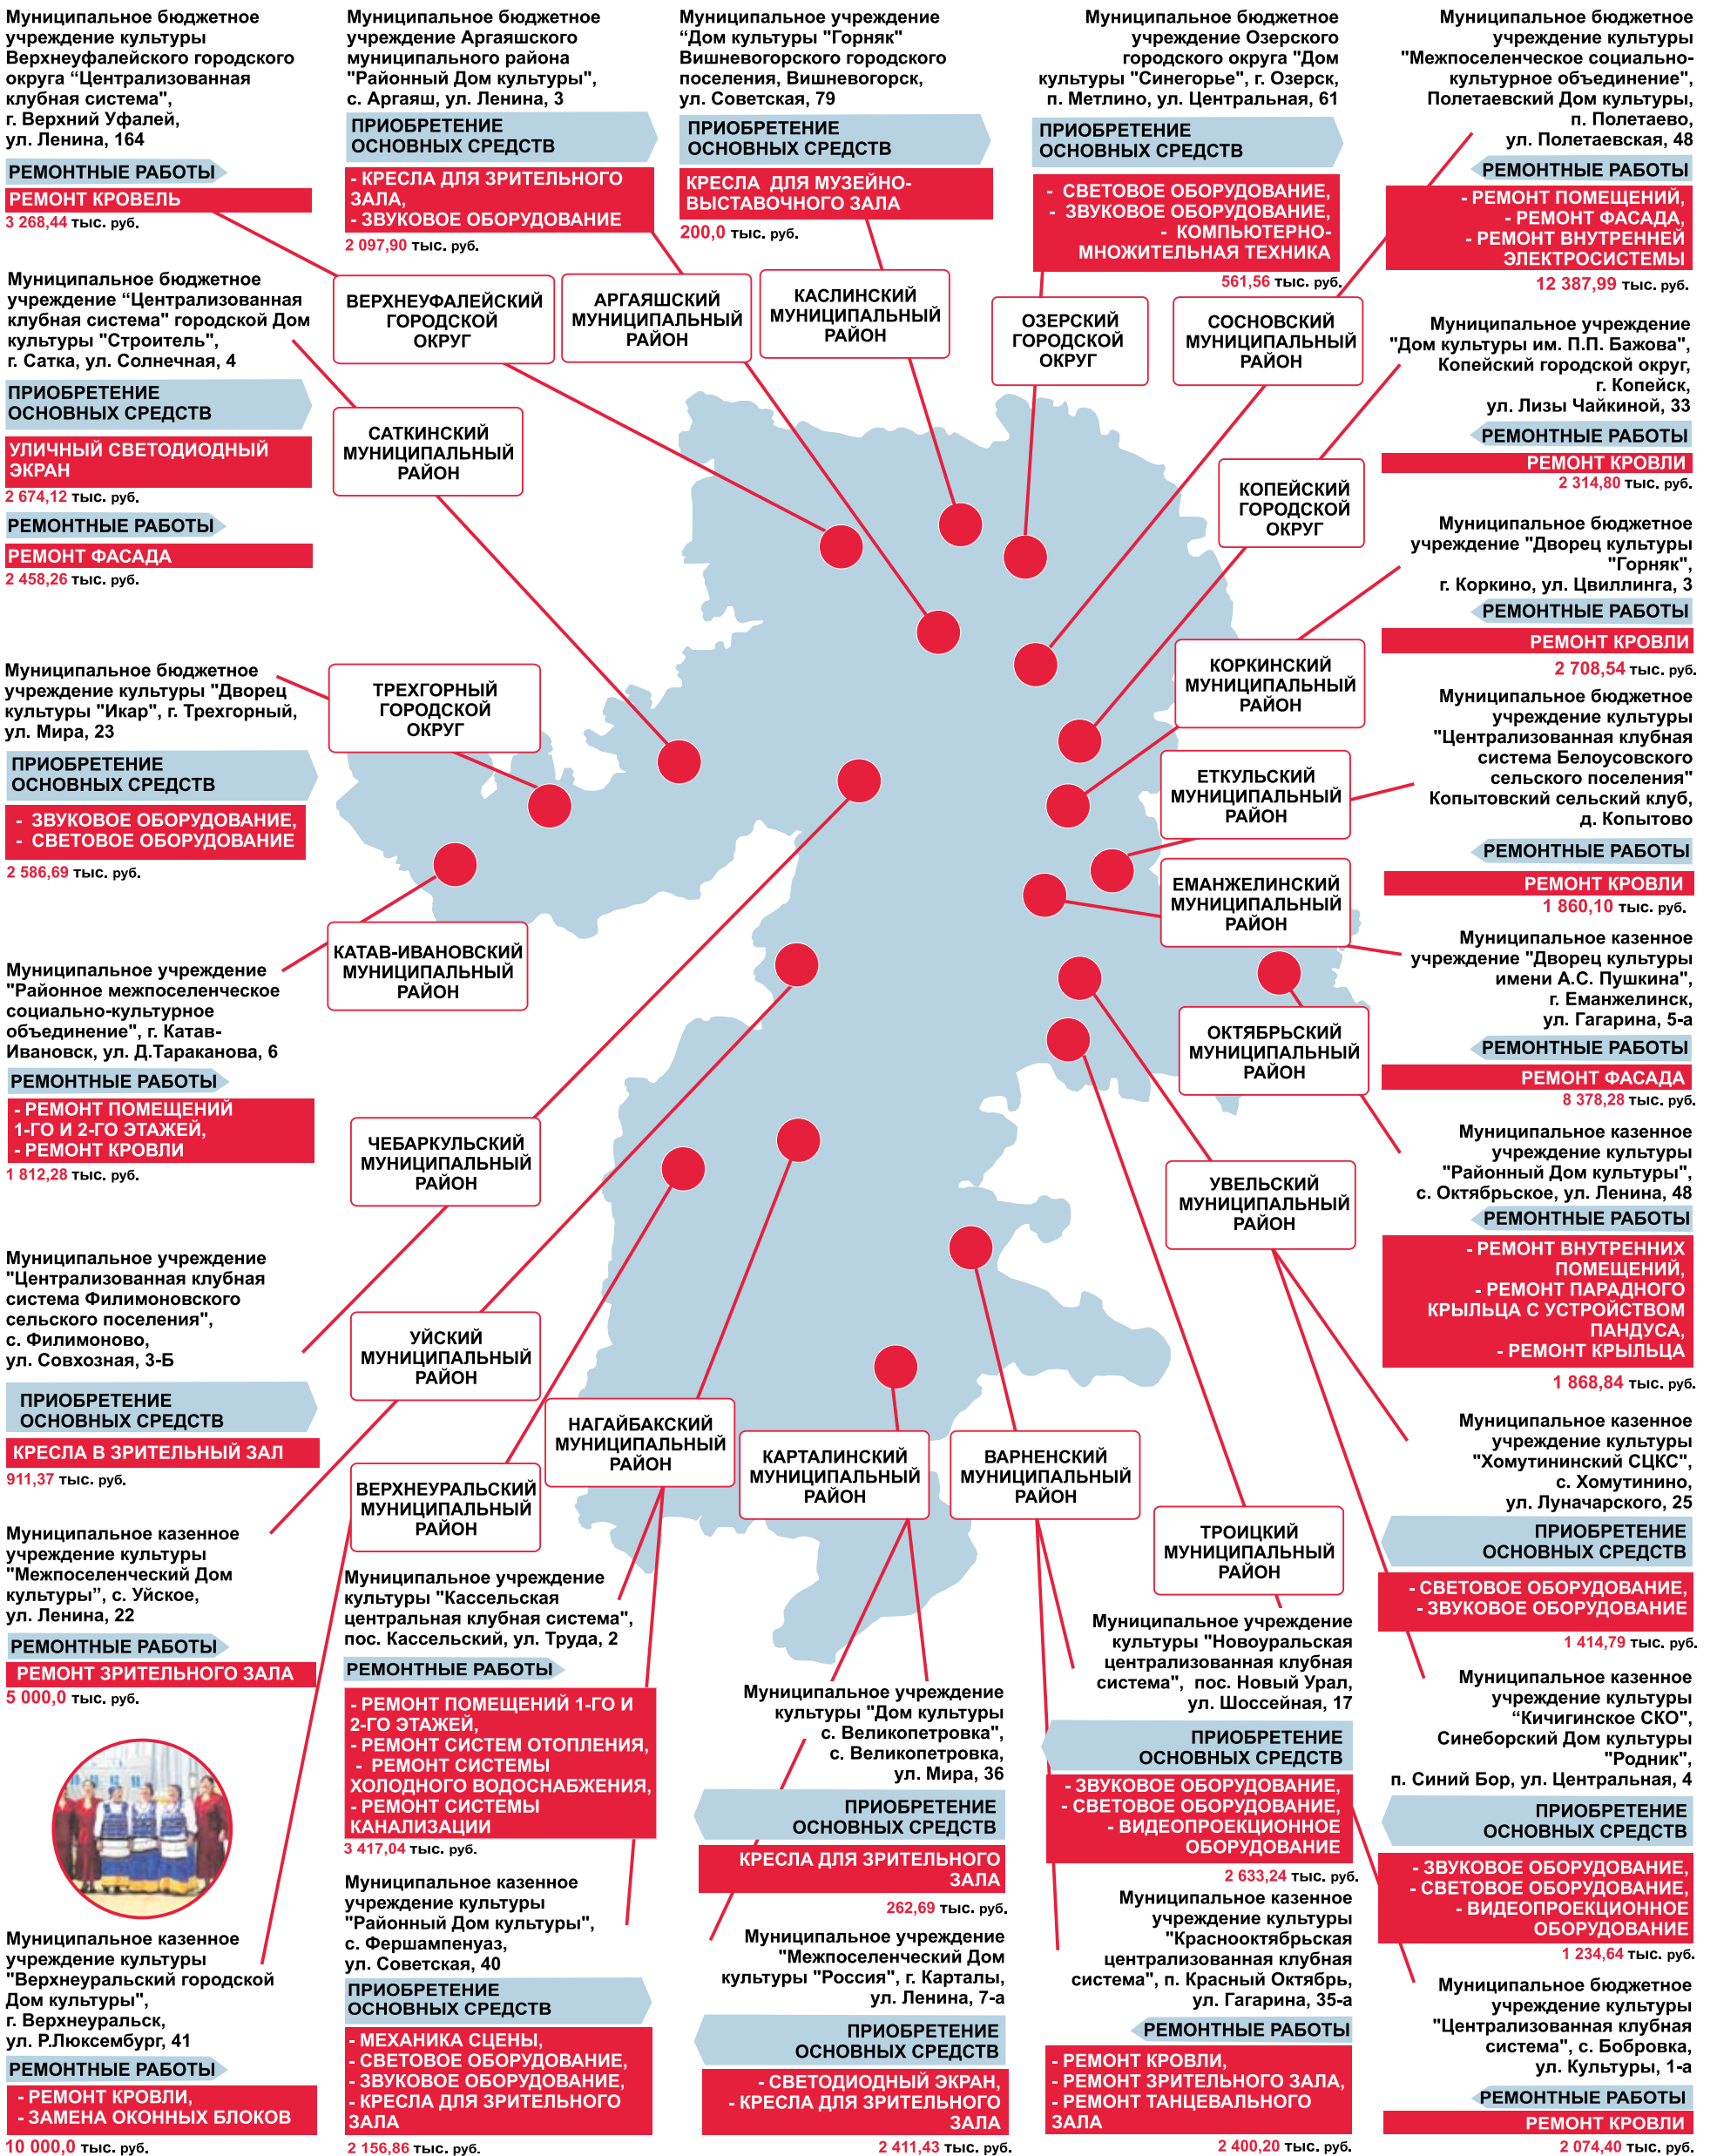 Муниципальное бюджетное
учреждение культуры
Верхнеуфалейского городского
округа “Централизованная
клубная система",
г. Верхний Уфалей,
ул. Ленина, 164
РЕМОНТНЫЕ РАБОТЫ
РЕМОНТ КРОВЕЛЬ
3 268,44 тыс. руб.
Муниципальное бюджетное
учреждение Аргаяшского
муниципального района
"Районный Дом культуры",
с. Аргаяш, ул. Ленина, 3
ПРИОБРЕТЕНИЕ
ОСНОВНЫХ СРЕДСТВ
- КРЕСЛА ДЛЯ ЗРИТЕЛЬНОГО
ЗАЛА,
- ЗВУКОВОЕ ОБОРУДОВАНИЕ
2 097,90 тыс. руб.
Муниципальное учреждение
“Дом культуры "Горняк"
Вишневогорского городского
поселения, Вишневогорск,
ул. Советская, 79
ПРИОБРЕТЕНИЕ
ОСНОВНЫХ СРЕДСТВ
КРЕСЛА ДЛЯ МУЗЕЙНО-
ВЫСТАВОЧНОГО ЗАЛА
200,0 тыс. руб.
Муниципальное бюджетное
учреждение Озерского
городского округа "Дом
культуры "Синегорье", г. Озерск,
п. Метлино, ул. Центральная, 61
ПРИОБРЕТЕНИЕ
ОСНОВНЫХ СРЕДСТВ
- СВЕТОВОЕ ОБОРУДОВАНИЕ,
- ЗВУКОВОЕ ОБОРУДОВАНИЕ,
- КОМПЬЮТЕРНО-
МНОЖИТЕЛЬНАЯ ТЕХНИКА
561,56 тыс. руб.
Муниципальное бюджетное
учреждение культуры
"Межпоселенческое социально-
культурное объединение",
Полетаевский Дом культуры,
п. Полетаево,
ул. Полетаевская, 48
РЕМОНТНЫЕ РАБОТЫ
- РЕМОНТ ПОМЕЩЕНИЙ,
- РЕМОНТ ФАСАДА,
- РЕМОНТ ВНУТРЕННЕЙ
ЭЛЕКТРОСИСТЕМЫ
12 387,99 тыс. руб.
ВЕРХНЕУФАЛЕЙСКИЙ
ГОРОДСКОЙ
ОКРУГ
АРГАЯШСКИЙ
МУНИЦИПАЛЬНЫЙ
РАЙОН
КАСЛИНСКИЙ
МУНИЦИПАЛЬНЫЙ
РАЙОН
ОЗЕРСКИЙ
ГОРОДСКОЙ
ОКРУГ
СОСНОВСКИЙ
МУНИЦИПАЛЬНЫЙ
РАЙОН
Муниципальное бюджетное
учреждение “Централизованная
клубная система" городской Дом
культуры "Строитель",
г. Сатка, ул. Солнечная, 4
ПРИОБРЕТЕНИЕ
ОСНОВНЫХ СРЕДСТВ
УЛИЧНЫЙ СВЕТОДИОДНЫЙ
ЭКРАН
2 674,12 тыс. руб.
РЕМОНТНЫЕ РАБОТЫ
РЕМОНТ ФАСАДА
2 458,26 тыс. руб.
САТКИНСКИЙ
МУНИЦИПАЛЬНЫЙ
РАЙОН
Муниципальное учреждение
"Дом культуры им. П.П. Бажова",
Копейский городской округ,
г. Копейск,
ул. Лизы Чайкиной, 33
РЕМОНТНЫЕ РАБОТЫ
РЕМОНТ КРОВЛИ
2 314,80 тыс. руб.
КОПЕЙСКИЙ
ГОРОДСКОЙ
ОКРУГ
Муниципальное бюджетное
учреждение "Дворец культуры
"Горняк",
г. Коркино, ул. Цвиллинга, 3
РЕМОНТНЫЕ РАБОТЫ
РЕМОНТ КРОВЛИ
2 708,54 тыс. руб.
КОРКИНСКИЙ
МУНИЦИПАЛЬНЫЙ
РАЙОН
Муниципальное бюджетное
учреждение культуры "Дворец
культуры "Икар", г. Трехгорный,
ул. Мира, 23
ПРИОБРЕТЕНИЕ
ОСНОВНЫХ СРЕДСТВ
- ЗВУКОВОЕ ОБОРУДОВАНИЕ,
- СВЕТОВОЕ ОБОРУДОВАНИЕ
2 586,69 тыс. руб.
ТРЕХГОРНЫЙ
ГОРОДСКОЙ
ОКРУГ
Муниципальное бюджетное
учреждение культуры
"Централизованная клубная
система Белоусовского
сельского поселения"
Копытовский сельский клуб,
д. Копытово
РЕМОНТНЫЕ РАБОТЫ
РЕМОНТ КРОВЛИ
1 860,10 тыс. руб.
ЕТКУЛЬСКИЙ
МУНИЦИПАЛЬНЫЙ
РАЙОН
ЕМАНЖЕЛИНСКИЙ
МУНИЦИПАЛЬНЫЙ
РАЙОН
Муниципальное казенное
учреждение "Дворец культуры
имени А.С. Пушкина",
г. Еманжелинск,
ул. Гагарина, 5-а
РЕМОНТНЫЕ РАБОТЫ
РЕМОНТ ФАСАДА
8 378,28 тыс. руб.
КАТАВ-ИВАНОВСКИЙ
МУНИЦИПАЛЬНЫЙ
РАЙОН
Муниципальное учреждение
"Районное межпоселенческое
социально-культурное
объединение", г. Катав-
Ивановск, ул. Д.Тараканова, 6
РЕМОНТНЫЕ РАБОТЫ
- РЕМОНТ ПОМЕЩЕНИЙ
1-ГО И 2-ГО ЭТАЖЕЙ,
- РЕМОНТ КРОВЛИ
1 812,28 тыс. руб.
ОКТЯБРЬСКИЙ
МУНИЦИПАЛЬНЫЙ
РАЙОН
Муниципальное казенное
учреждение культуры
"Районный Дом культуры",
с. Октябрьское, ул. Ленина, 48
РЕМОНТНЫЕ РАБОТЫ
- РЕМОНТ ВНУТРЕННИХ
ПОМЕЩЕНИЙ,
- РЕМОНТ ПАРАДНОГО
КРЫЛЬЦА С УСТРОЙСТВОМ
ПАНДУСА,
- РЕМОНТ КРЫЛЬЦА
1 868,84 тыс. руб.
ЧЕБАРКУЛЬСКИЙ
МУНИЦИПАЛЬНЫЙ
РАЙОН
УВЕЛЬСКИЙ
МУНИЦИПАЛЬНЫЙ
РАЙОН
Муниципальное учреждение
"Централизованная клубная
система Филимоновского
сельского поселения",
с. Филимоново,
ул. Совхозная, 3-Б
ПРИОБРЕТЕНИЕ
ОСНОВНЫХ СРЕДСТВ
КРЕСЛА В ЗРИТЕЛЬНЫЙ ЗАЛ
911,37 тыс. руб.
УЙСКИЙ
МУНИЦИПАЛЬНЫЙ
РАЙОН
НАГАЙБАКСКИЙ
МУНИЦИПАЛЬНЫЙ
РАЙОН
КАРТАЛИНСКИЙ
МУНИЦИПАЛЬНЫЙ
РАЙОН
ВАРНЕНСКИЙ
МУНИЦИПАЛЬНЫЙ
РАЙОН
ВЕРХНЕУРАЛЬСКИЙ
МУНИЦИПАЛЬНЫЙ
РАЙОН
ТРОИЦКИЙ
МУНИЦИПАЛЬНЫЙ
РАЙОН
Муниципальное казенное
учреждение культуры
"Хомутининский СЦКС",
с. Хомутинино,
ул. Луначарского, 25
ПРИОБРЕТЕНИЕ
ОСНОВНЫХ СРЕДСТВ
- СВЕТОВОЕ ОБОРУДОВАНИЕ,
- ЗВУКОВОЕ ОБОРУДОВАНИЕ
1 414,79 тыс. руб.
Муниципальное казенное
учреждение культуры
"Межпоселенческий Дом
культуры”, с. Уйское,
ул. Ленина, 22
РЕМОНТНЫЕ РАБОТЫ
РЕМОНТ ЗРИТЕЛЬНОГО ЗАЛА
5 000,0 тыс. руб.
Муниципальное учреждение
культуры "Кассельская
центральная клубная система",
пос. Кассельский, ул. Труда, 2
РЕМОНТНЫЕ РАБОТЫ
- РЕМОНТ ПОМЕЩЕНИЙ 1-ГО И
2-ГО ЭТАЖЕЙ,
- РЕМОНТ СИСТЕМ ОТОПЛЕНИЯ,
- РЕМОНТ СИСТЕМЫ
ХОЛОДНОГО ВОДОСНАБЖЕНИЯ,
- РЕМОНТ СИСТЕМЫ
КАНАЛИЗАЦИИ
3 417,04 тыс. руб.
Муниципальное учреждение
культуры "Дом культуры
с. Великопетровка",
с. Великопетровка,
ул. Мира, 36
ПРИОБРЕТЕНИЕ
ОСНОВНЫХ СРЕДСТВ
КРЕСЛА ДЛЯ ЗРИТЕЛЬНОГО
ЗАЛА
262,69 тыс. руб.
Муниципальное учреждение
культуры "Новоуральская
централизованная клубная
система", пос. Новый Урал,
ул. Шоссейная, 17
ПРИОБРЕТЕНИЕ
ОСНОВНЫХ СРЕДСТВ
- ЗВУКОВОЕ ОБОРУДОВАНИЕ,
- СВЕТОВОЕ ОБОРУДОВАНИЕ,
- ВИДЕОПРОЕКЦИОННОЕ
ОБОРУДОВАНИЕ
2 633,24 тыс. руб.
Муниципальное казенное
учреждение культуры
“Кичигинское СКО",
Синеборский Дом культуры
"Родник",
п. Синий Бор, ул. Центральная, 4
ПРИОБРЕТЕНИЕ
ОСНОВНЫХ СРЕДСТВ
- ЗВУКОВОЕ ОБОРУДОВАНИЕ,
- СВЕТОВОЕ ОБОРУДОВАНИЕ,
- ВИДЕОПРОЕКЦИОННОЕ
ОБОРУДОВАНИЕ
1 234,64 тыс. руб.
Муниципальное казенное
учреждение культуры
"Верхнеуральский городской
Дом культуры",
г. Верхнеуральск,
ул. Р.Люксембург, 41
РЕМОНТНЫЕ РАБОТЫ
- РЕМОНТ КРОВЛИ,
- ЗАМЕНА ОКОННЫХ БЛОКОВ
10 000,0 тыс. руб.
Муниципальное казенное
учреждение культуры
"Районный Дом культуры",
с. Фершампенуаз,
ул. Советская, 40
ПРИОБРЕТЕНИЕ
ОСНОВНЫХ СРЕДСТВ
- МЕХАНИКА СЦЕНЫ,
- СВЕТОВОЕ ОБОРУДОВАНИЕ,
- ЗВУКОВОЕ ОБОРУДОВАНИЕ,
- КРЕСЛА ДЛЯ ЗРИТЕЛЬНОГО
ЗАЛА
2 156,86 тыс. руб.
Муниципальное учреждение
"Межпоселенческий Дом
культуры "Россия", г. Карталы,
ул. Ленина, 7-а
ПРИОБРЕТЕНИЕ
ОСНОВНЫХ СРЕДСТВ
- СВЕТОДИОДНЫЙ ЭКРАН,
- КРЕСЛА ДЛЯ ЗРИТЕЛЬНОГО
ЗАЛА
2 411,43 тыс. руб.
Муниципальное казенное
учреждение культуры
"Краснооктябрьская
централизованная клубная
система", п. Красный Октябрь,
ул. Гагарина, 35-а
РЕМОНТНЫЕ РАБОТЫ
- РЕМОНТ КРОВЛИ,
- РЕМОНТ ЗРИТЕЛЬНОГО ЗАЛА,
- РЕМОНТ ТАНЦЕВАЛЬНОГО
ЗАЛА
2 400,20 тыс. руб.
Муниципальное бюджетное
учреждение культуры
"Централизованная клубная
система", с. Бобровка,
ул. Культуры, 1-а
РЕМОНТНЫЕ РАБОТЫ
РЕМОНТ КРОВЛИ
2 074,40 тыс. руб.